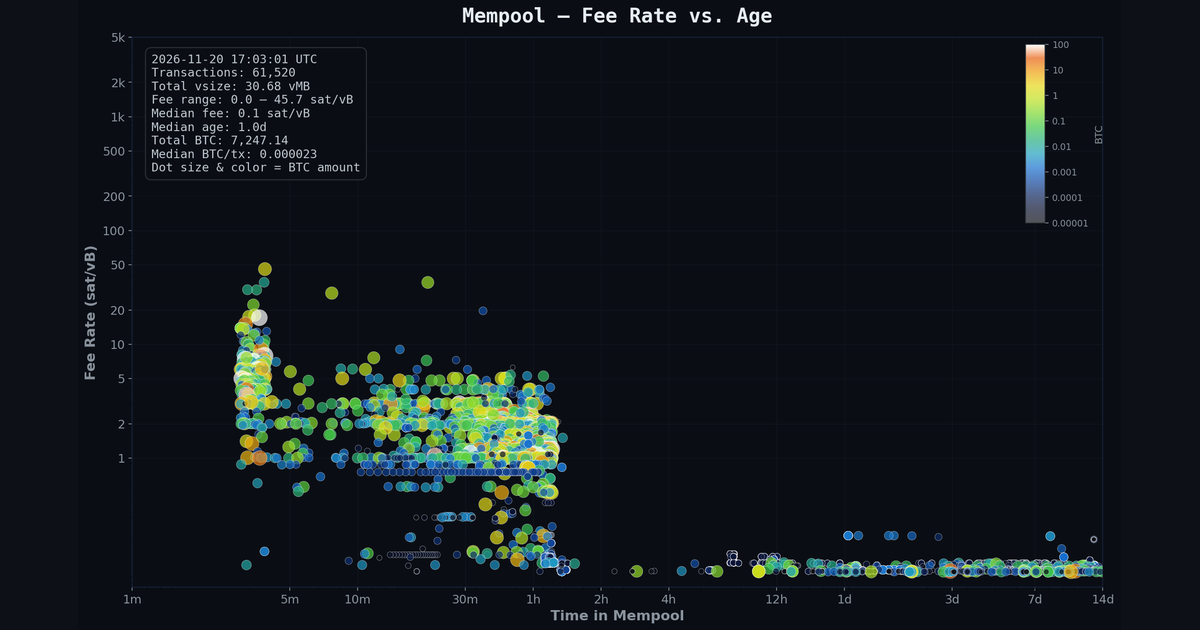 Mempool — Fee Rate vs. Age
2026-11-20 17:03:01 UTC
Transactions: 61,520
Total vsize: 30.68 vMB
Fee range: 0.0 — 45.7 sat/vB
Median fee: 0.1 sat/vB
Median age: 1.0d
Total BTC: 7,247.14
Median BTC/tx: 0.000023
Dot size & color = BTC amount
5k
2k
1k
500
200
100
50
20
10
5
2
1
Fee Rate (sat/vB)
100
10
1
0.1
0.01
0.001
0.0001
0.00001
BTC
1m
5m
10m
30m
1h
2h
4h
12h
1d
3d
7d
14d
Time in Mempool